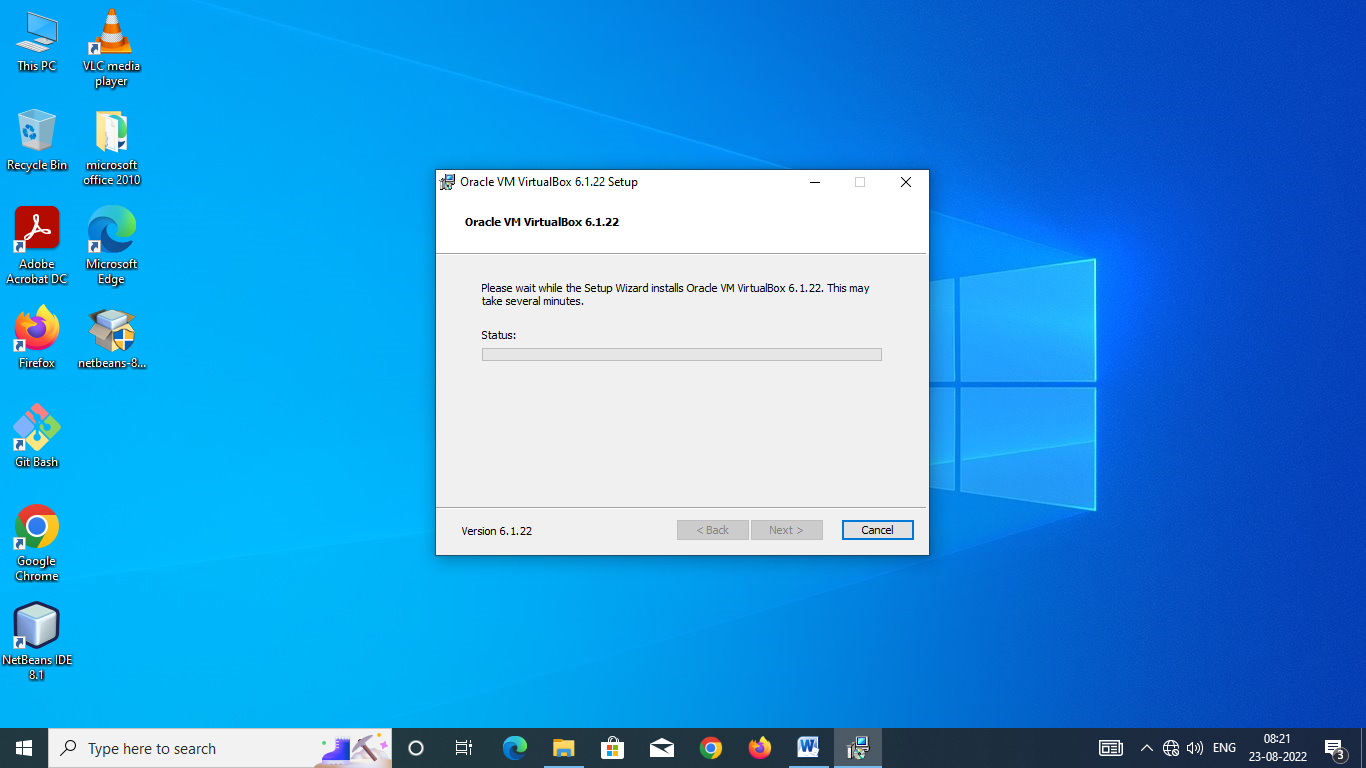 This PC
VLC media
player
Recycle Bin
microsoft
office 2010
Adobe
Acrobat DC
Microsoft
Edge
Firefox
netbeans-8...
Git Bash
Google
Chrome
NetBeans IDE
8.1
Oracle VM VirtualBox 6.1.22 Setup
Oracle VM VirtualBox 6.1.22
Please wait while the Setup Wizard installs Oracle VM VirtualBox 6.1.22. This may
take several minutes.
Status:
Version 6.1.22
< Back
Next >
Cancel
Type here to search
W
ENG
08:21
23-08-2022
3